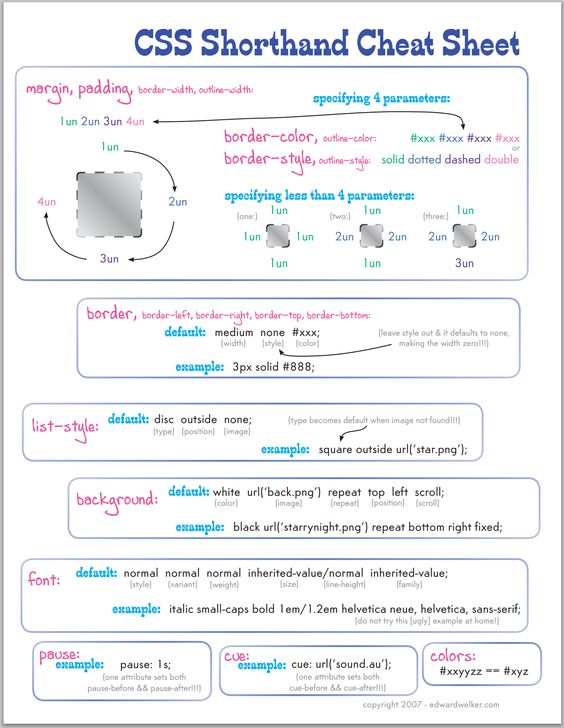 CSS Shorthand Cheat Sheet
margin, padding, border-width, outline-width:
specifying 4 parameters:
1un 2un 3un 4un
1un
2un
3un
4un
border-color, outline-color:
#xxx #xxx #xxx #xxx
or
border-style, outline-style:
solid dotted dashed double
specifying less than 4 parameters:
(one:) 1un
1un 1un
1un
(two:) 1un
2un 2un
1un
(three:) 1un
2un 2un
3un
border, border-left, border-right, border-top, border-bottom:
default: medium none #xxx;
(width) (style) (color)
(leave style out & it defaults to none,
making the width zero!!!)
example: 3px solid #888;
list-style:
default: disc outside none;
(type) (position) (image)
(type becomes default when image not found!!!)
example: square outside url('star.png');
background:
default: white url('back.png') repeat top left scroll;
(color) (image) (repeat) (position) (scroll)
example: black url('starrynight.png') repeat bottom right fixed;
font:
default: normal normal normal inherited-value/normal inherited-value;
(style) (variant) (weight) (size) (line-height) (family)
example: italic small-caps bold 1em/1.2em helvetica neue, helvetica, sans-serif;
(do not try this [ugly] example at home!)
pause:
example: pause: 1s;
(one attribute sets both
pause-before && pause-after!!!)
cue:
example: cue: url('sound.au');
(one attribute sets both
cue-before && cue-after!!!)
colors:
#xxyyzz == #xyz
copyright 2007 - edwardwelker.com